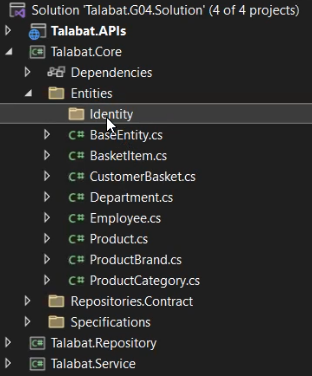 Solution 'Talabat.G04.Solution' (4 of 4 projects)
Talabat.APIs
Talabat.Core
Dependencies
Entities
Identity
C# BaseEntity.cs
C# BasketItem.cs
C# CustomerBasket.cs
C# Department.cs
C# Employee.cs
C# Product.cs
C# ProductBrand.cs
C# ProductCategory.cs
Repositories.Contract
Specifications
C# Talabat.Repository
C# Talabat.Service